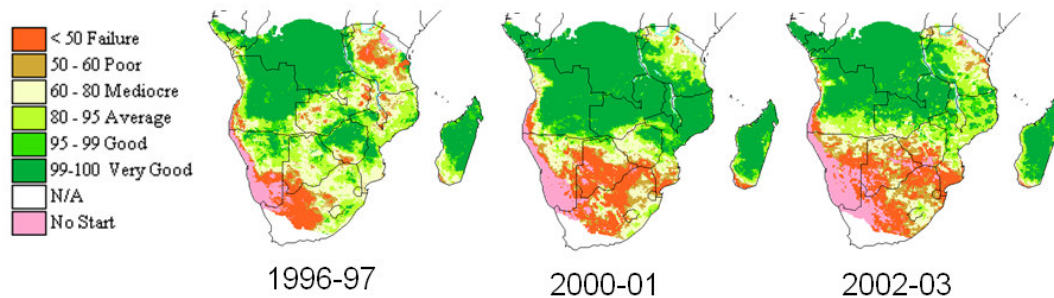 < 50 Failure
50 - 60 Poor
60 - 80 Mediocre
80 - 95 Average
95 - 99 Good
99-100 Very Good
N/A
No Start
1996-97
2000-01
2002-03